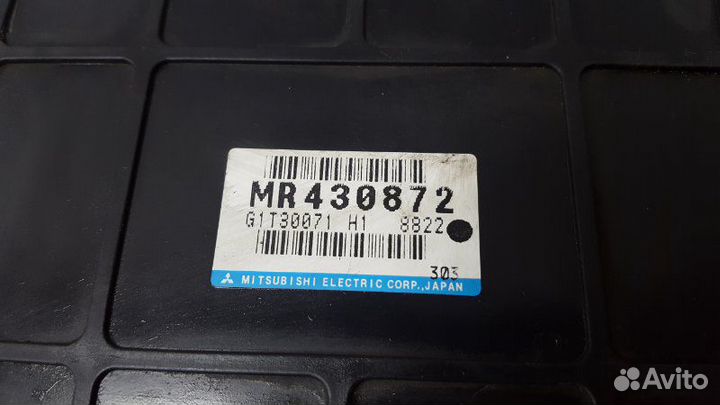 MR430872
G1T30071 H1 8822
303
MITSUBISHI ELECTRIC CORP., JAPAN
Avito